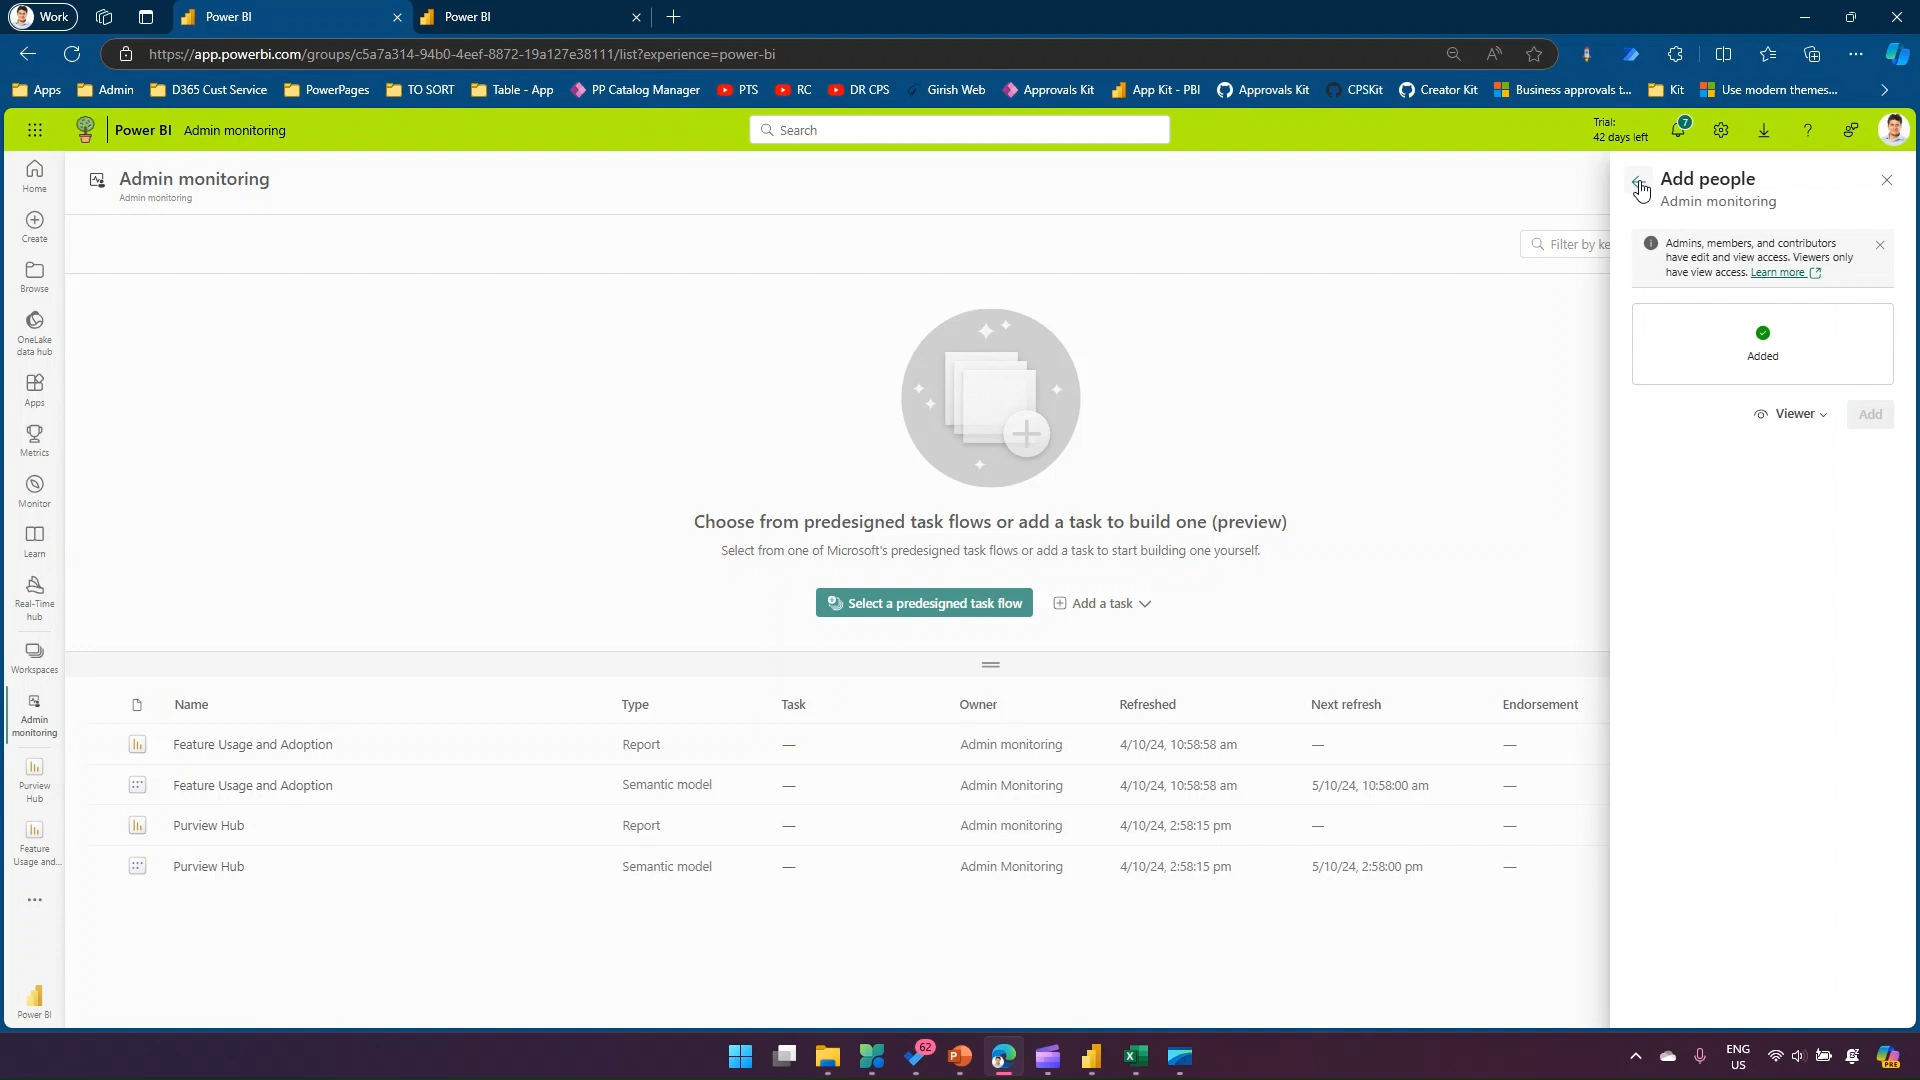 Work
Power BI
Power BI
https://app.powerbi.com/groups/c5a7a314-94b0-4eef-8872-19a127e38111/list?experience=power-bi
Apps
Admin
D365 Cust Service
PowerPages
TO SORT
Table - App
PP Catalog Manager
PTS
RC
DR CPS
Girish Web
Approvals Kit
App Kit - PBI
Approvals Kit
CPSKit
Creator Kit
Business approvals t...
Kit
Use modern themes...
Power BI Admin monitoring
Search
Trial:
42 days left
7
Home
Create
Browse
OneLake
data hub
Apps
Metrics
Monitor
Learn
Real-Time
hub
Workspaces
Admin
monitoring
Purview
Hub
Feature
Usage and...
Power BI
Admin monitoring
Admin monitoring
Filter by ke
Choose from predesigned task flows or add a task to build one (preview)
Select from one of Microsoft's predesigned task flows or add a task to start building one yourself.
Select a predesigned task flow
Add a task
Name Type Task Owner Refreshed Next refresh Endorsement
Feature Usage and Adoption Report — Admin monitoring 4/10/24, 10:58:58 am — —
Feature Usage and Adoption Semantic model — Admin Monitoring 4/10/24, 10:58:58 am 5/10/24, 10:58:00 am —
Purview Hub Report — Admin monitoring 4/10/24, 2:58:15 pm — —
Purview Hub Semantic model — Admin Monitoring 4/10/24, 2:58:15 pm 5/10/24, 2:58:00 pm —
Add people
Admin monitoring
Admins, members, and contributors
have edit and view access. Viewers only
have view access. Learn more
Added
Viewer
Add
62
ENG
US
PRE